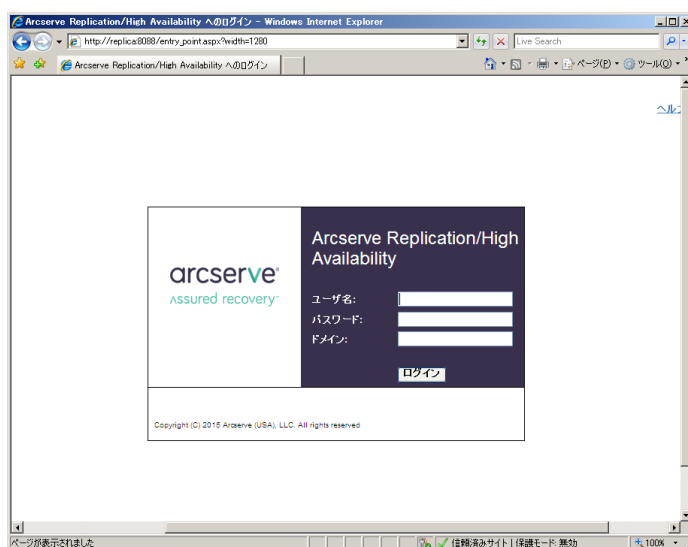 Arcserve Replication/High Availability へのログイン - Windows Internet Explorer
http://replica:8088/entry_point.aspx?width=1280
Live Search
Arcserve Replication/High Availability へのログイン
ページ(P)
ツール(O)
ヘルプ
arcserve
Assured recovery
Arcserve Replication/High
Availability
ユーザ名:
パスワード:
ドメイン:
ログイン
Copyright (C) 2015 Arcserve (USA), LLC. All rights reserved
ページが表示されました
信頼済みサイト | 保護モード: 無効
100%